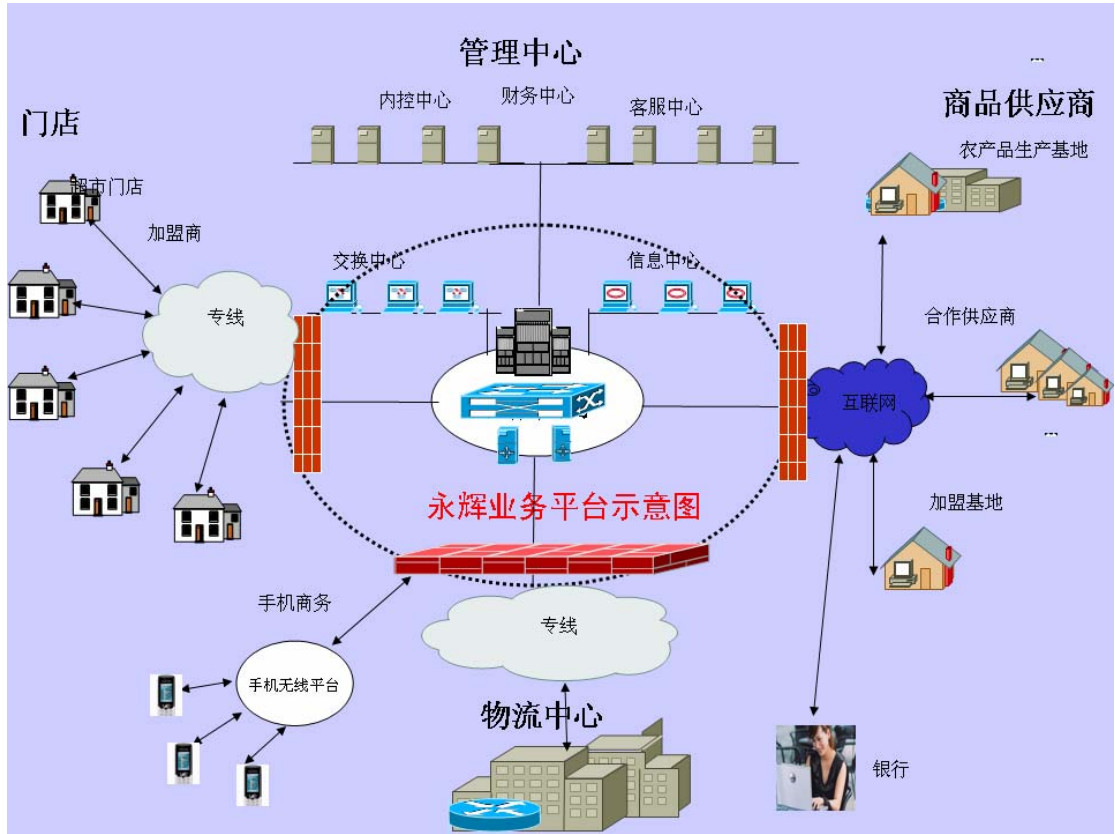 管理中心
内控中心
财务中心
客服中心
门店
商品供应商
农产品生产基地
超市门店
加盟商
交换中心
信息中心
专线
合作供应商
互联网
永辉业务平台示意图
加盟基地
手机商务
专线
手机无线平台
物流中心
银行